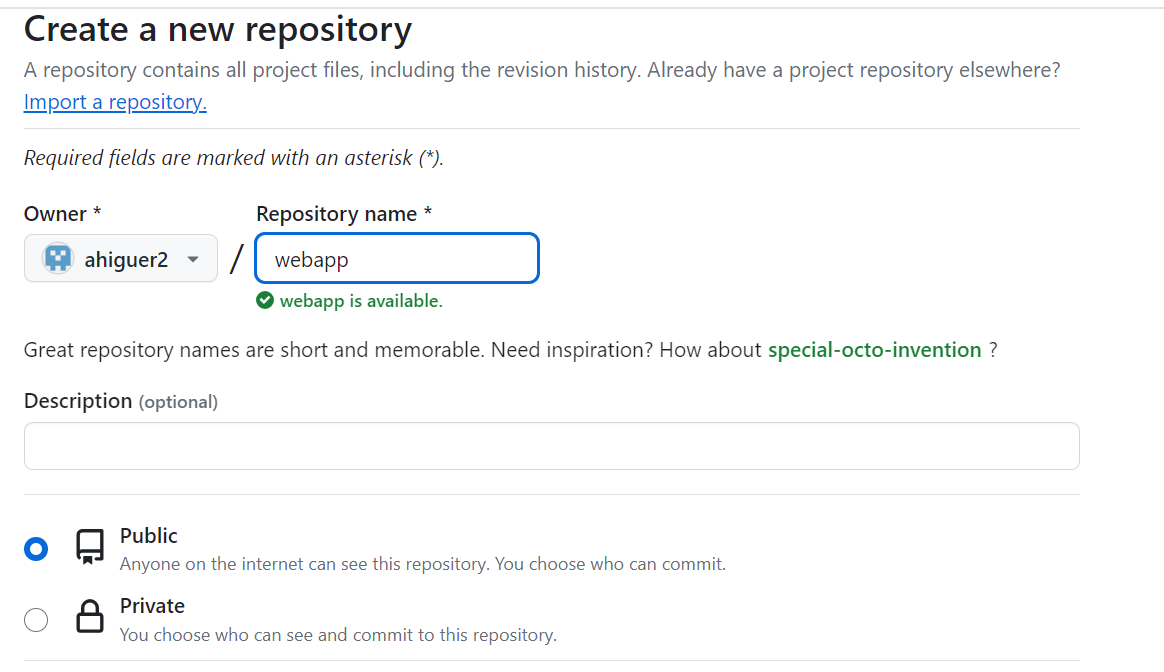 Create a new repository
A repository contains all project files, including the revision history. Already have a project repository elsewhere?
Import a repository.
Required fields are marked with an asterisk (*).
Owner * Repository name *
ahiguer2 / webapp
webapp is available.
Great repository names are short and memorable. Need inspiration? How about special-octo-invention ?
Description (optional)
Public
Anyone on the internet can see this repository. You choose who can commit.
Private
You choose who can see and commit to this repository.